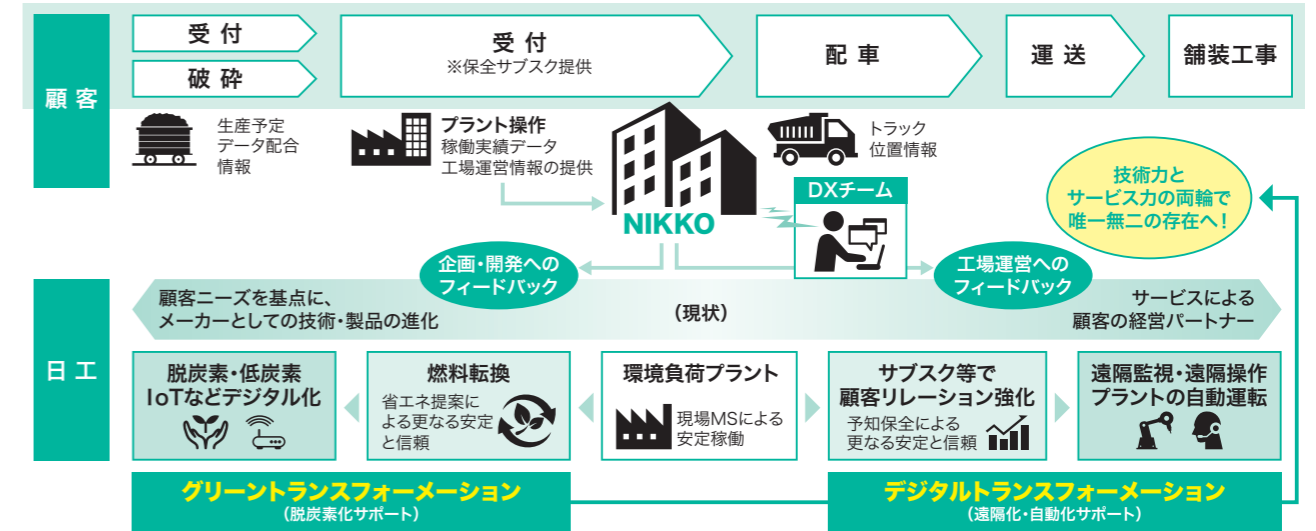 顧客
受付
破砕
受付
※保全サブスク提供
配車
運送
舗装工事
生産予定
データ配合
情報
プラント操作
稼働実績データ
工場運営情報の提供
NIKKO
トラック
位置情報
DXチーム
技術力と
サービス力の両輪で
唯一無二の存在へ！
企画・開発への
フィードバック
工場運営への
フィードバック
日工
顧客ニーズを基点に、
メーカーとしての技術・製品の進化
（現状）
サービスによる
顧客の経営パートナー
脱炭素・低炭素
IoTなどデジタル化
燃料転換
省エネ提案に
よる更なる安定
と信頼
環境負荷プラント
現場MSによる
安定稼働
サブスク等で
顧客リレーション強化
予知保全による
更なる安定と信頼
遠隔監視・遠隔操作
プラントの自動運転
グリーントランスフォーメーション
（脱炭素化サポート）
デジタルトランスフォーメーション
（遠隔化・自動化サポート）